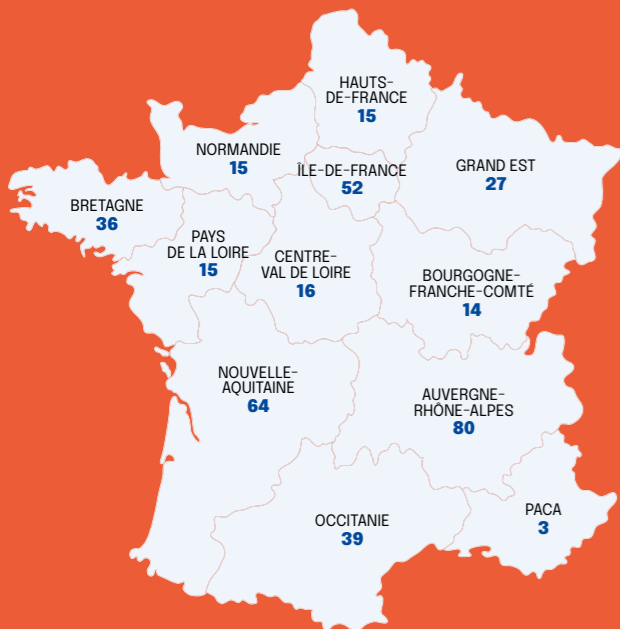 HAUTS-
DE-FRANCE
15
NORMANDIE
15
ÎLE-DE-FRANCE
52
GRAND EST
27
BRETAGNE
36
PAYS
DE LA LOIRE
15
CENTRE-
VAL DE LOIRE
16
BOURGOGNE-
FRANCHE-COMTÉ
14
NOUVELLE-
AQUITAINE
64
AUVERGNE-
RHÔNE-ALPES
80
OCCITANIE
39
PACA
3